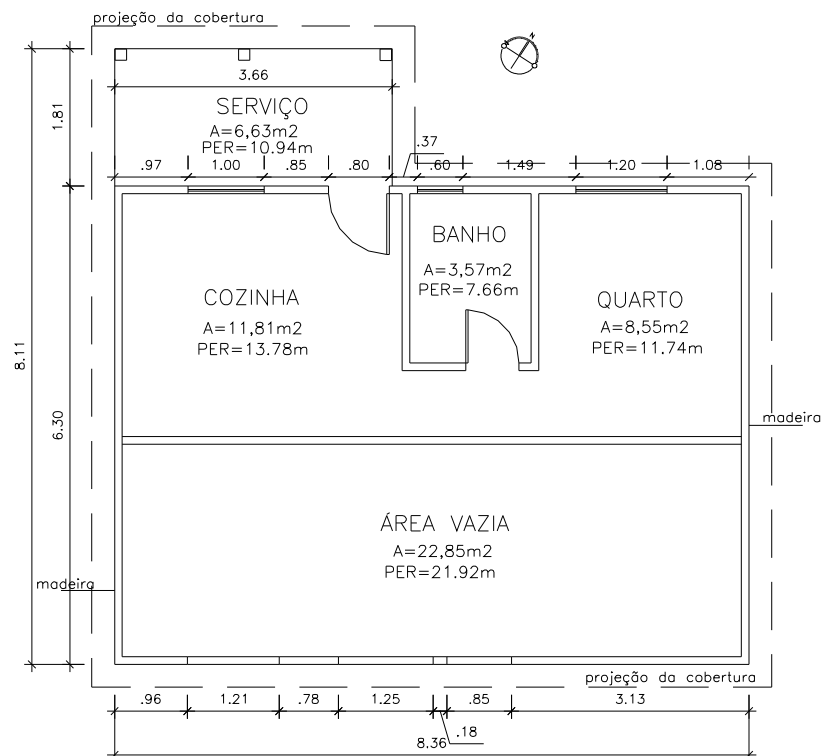 projeção da cobertura
N
3.66
SERVIÇO
A=6,63m2
PER=10.94m
1.81
.37
.97 1.00 .85 .80 .60 1.49 1.20 1.08
BANHO
A=3,57m2
PER=7.66m
COZINHA
A=11,81m2
PER=13.78m
QUARTO
A=8,55m2
PER=11.74m
8.11
6.30
madeira
ÁREA VAZIA
A=22,85m2
PER=21.92m
madeira
projeção da cobertura
.96 1.21 .78 1.25 .85 3.13
.18
8.36